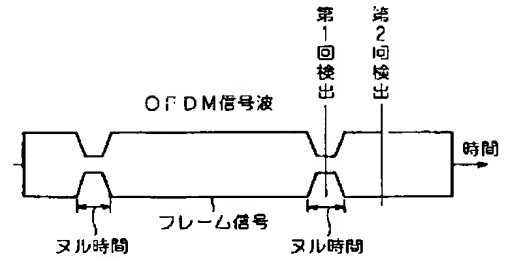 第1回検出
第2回検出
OFDM信号波
時間
フレーム信号
ヌル時間
ヌル時間